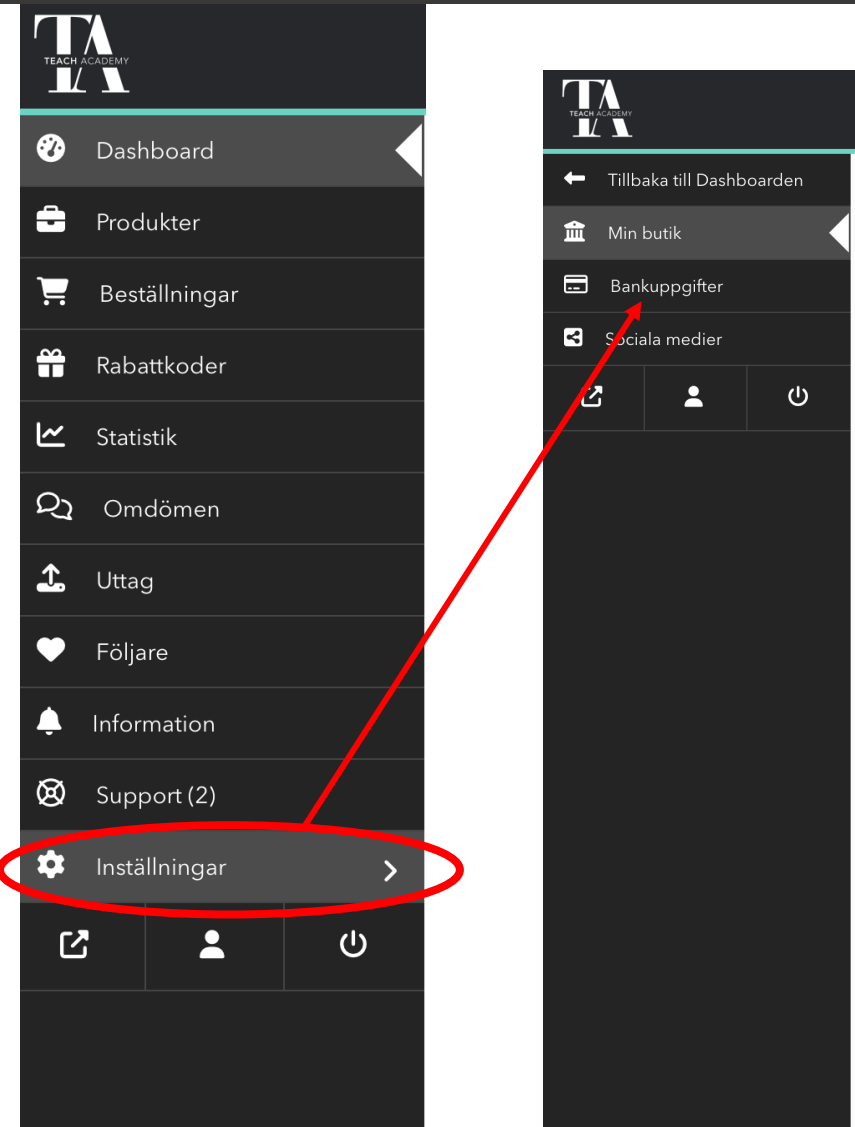 TA
TEACH ACADEMY
Dashboard
Produkter
Beställningar
Rabattkoder
Statistik
Omdömen
Uttag
Följare
Information
Support (2)
Inställningar
TA
TEACH ACADEMY
Tillbaka till Dashboarden
Min butik
Bankuppgifter
Sociala medier